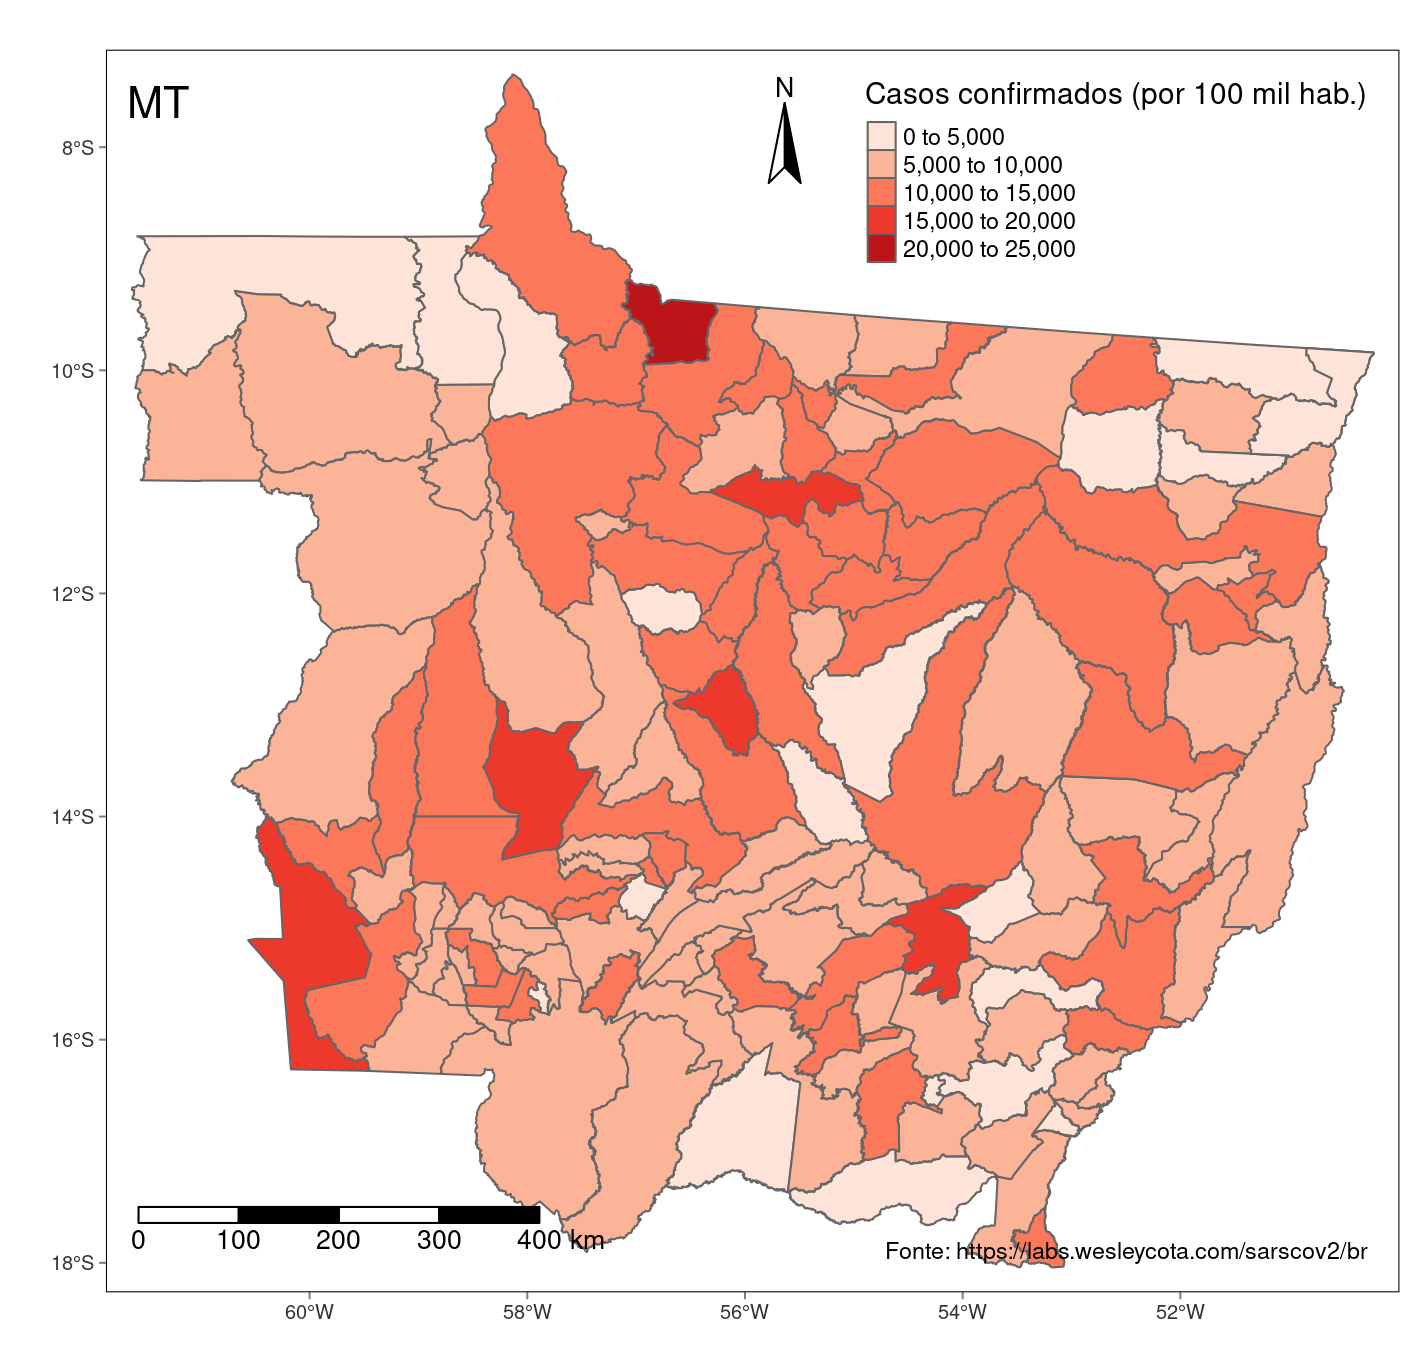 MT
N
Casos confirmados (por 100 mil hab.)
0 to 5,000
5,000 to 10,000
10,000 to 15,000
15,000 to 20,000
20,000 to 25,000
8°S
10°S
12°S
14°S
16°S
18°S
0 100 200 300 400 km
Fonte: https://labs.wesleycota.com/sarscov2/br
60°W 58°W 56°W 54°W 52°W